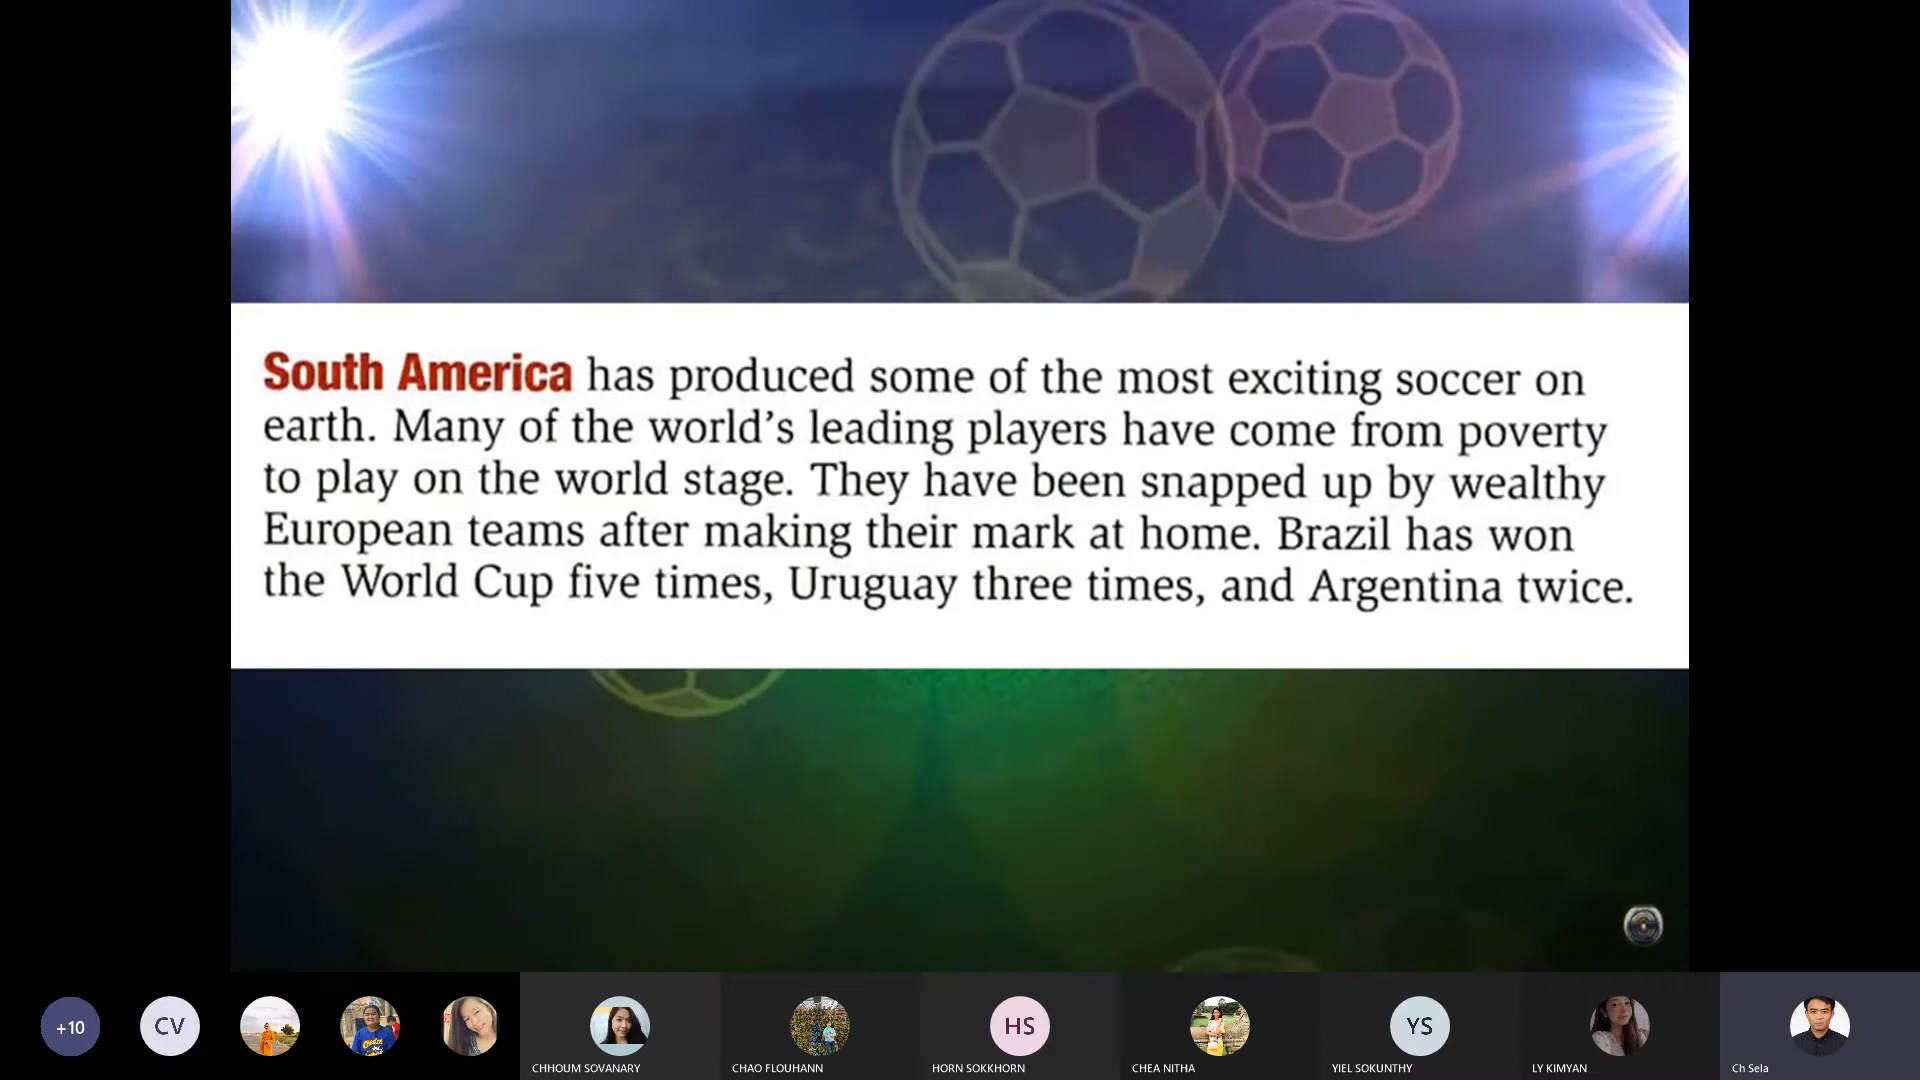 South America has produced some of the most exciting soccer on
earth. Many of the world’s leading players have come from poverty
to play on the world stage. They have been snapped up by wealthy
European teams after making their mark at home. Brazil has won
the World Cup five times, Uruguay three times, and Argentina twice.
+10
CV
HS
YS
CHHOUM SOVANARY
CHAO FLOUHANN
HORN SOKKHORN
CHEA NITHA
YIEL SOKUNTHY
LY KIMYAN
Ch Sela